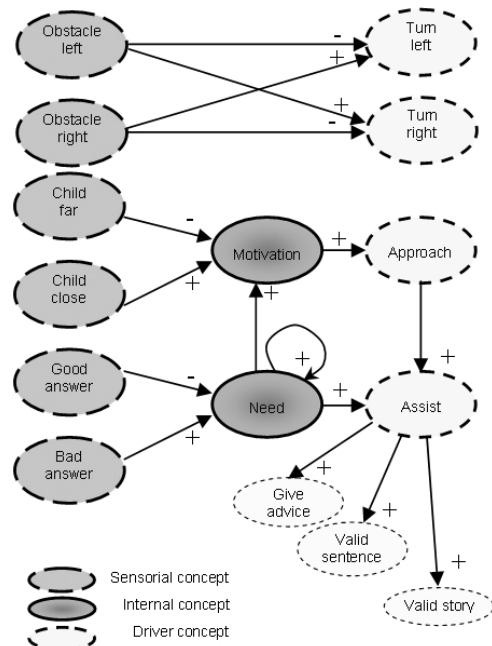 Obstacle
left
-
+
Turn
left
Obstacle
right
+
-
Turn
right
Child
far
-
Motivation
+
Approach
Child
close
+
+
+
Good
answer
-
+
Need
+
Assist
Bad
answer
+
+
+
+
Give
advice
Valid
sentence
Valid story
Sensorial concept
Internal concept
Driver concept